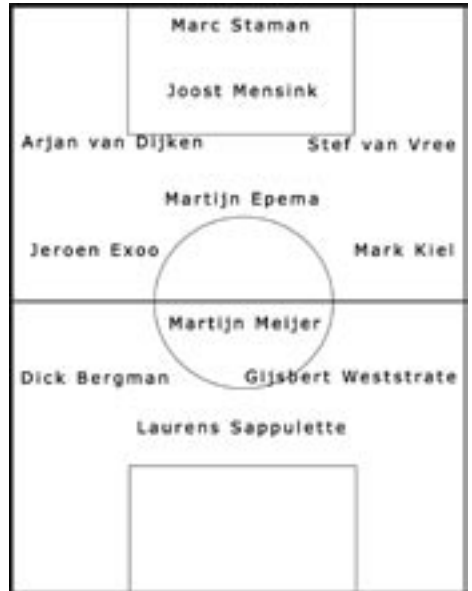 Marc Staman
Joost Mensink
Arjan van Dijken
Stef van Vree
Martijn Epema
Jeroen Exoo
Mark Kiel
Martijn Meijer
Dick Bergman
Gijsbert Weststrate
Laurens Sappulette